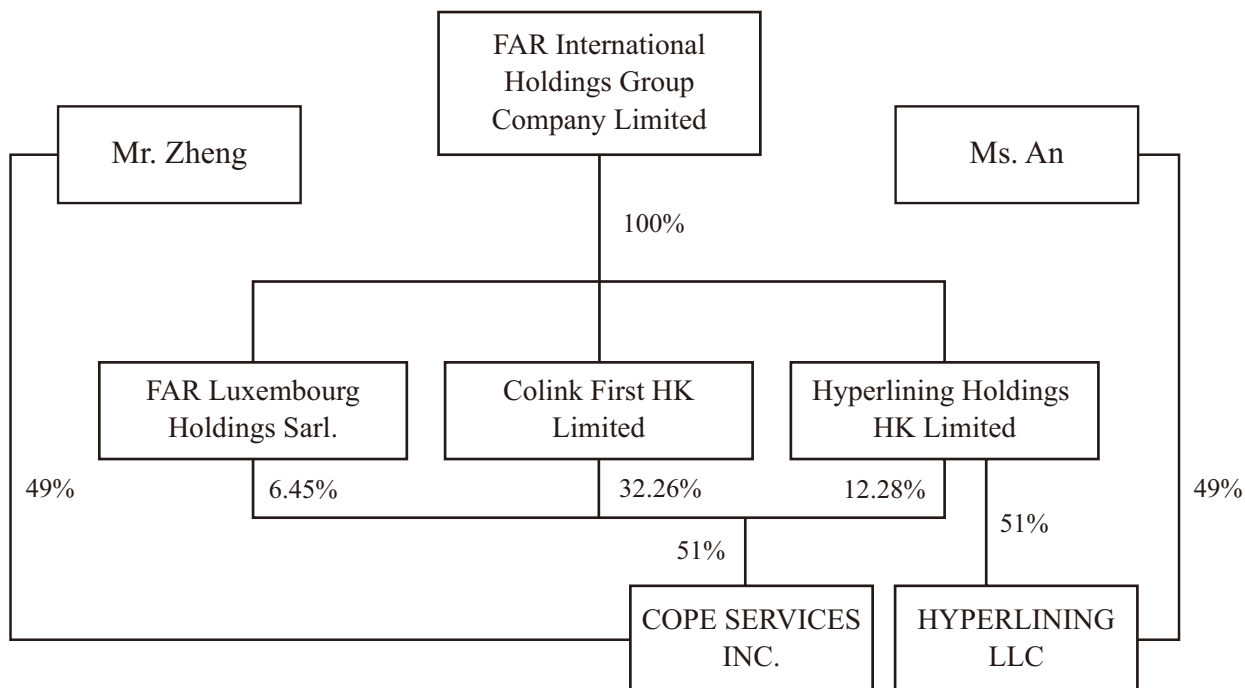 FAR International
Holdings Group
Company Limited
Mr. Zheng
Ms. An
100%
FAR Luxembourg
Holdings Sarl.
Colink First HK
Limited
Hyperlining Holdings
HK Limited
49%
6.45%
32.26%
12.28%
49%
51%
51%
COPE SERVICES
INC.
HYPERLINING
LLC